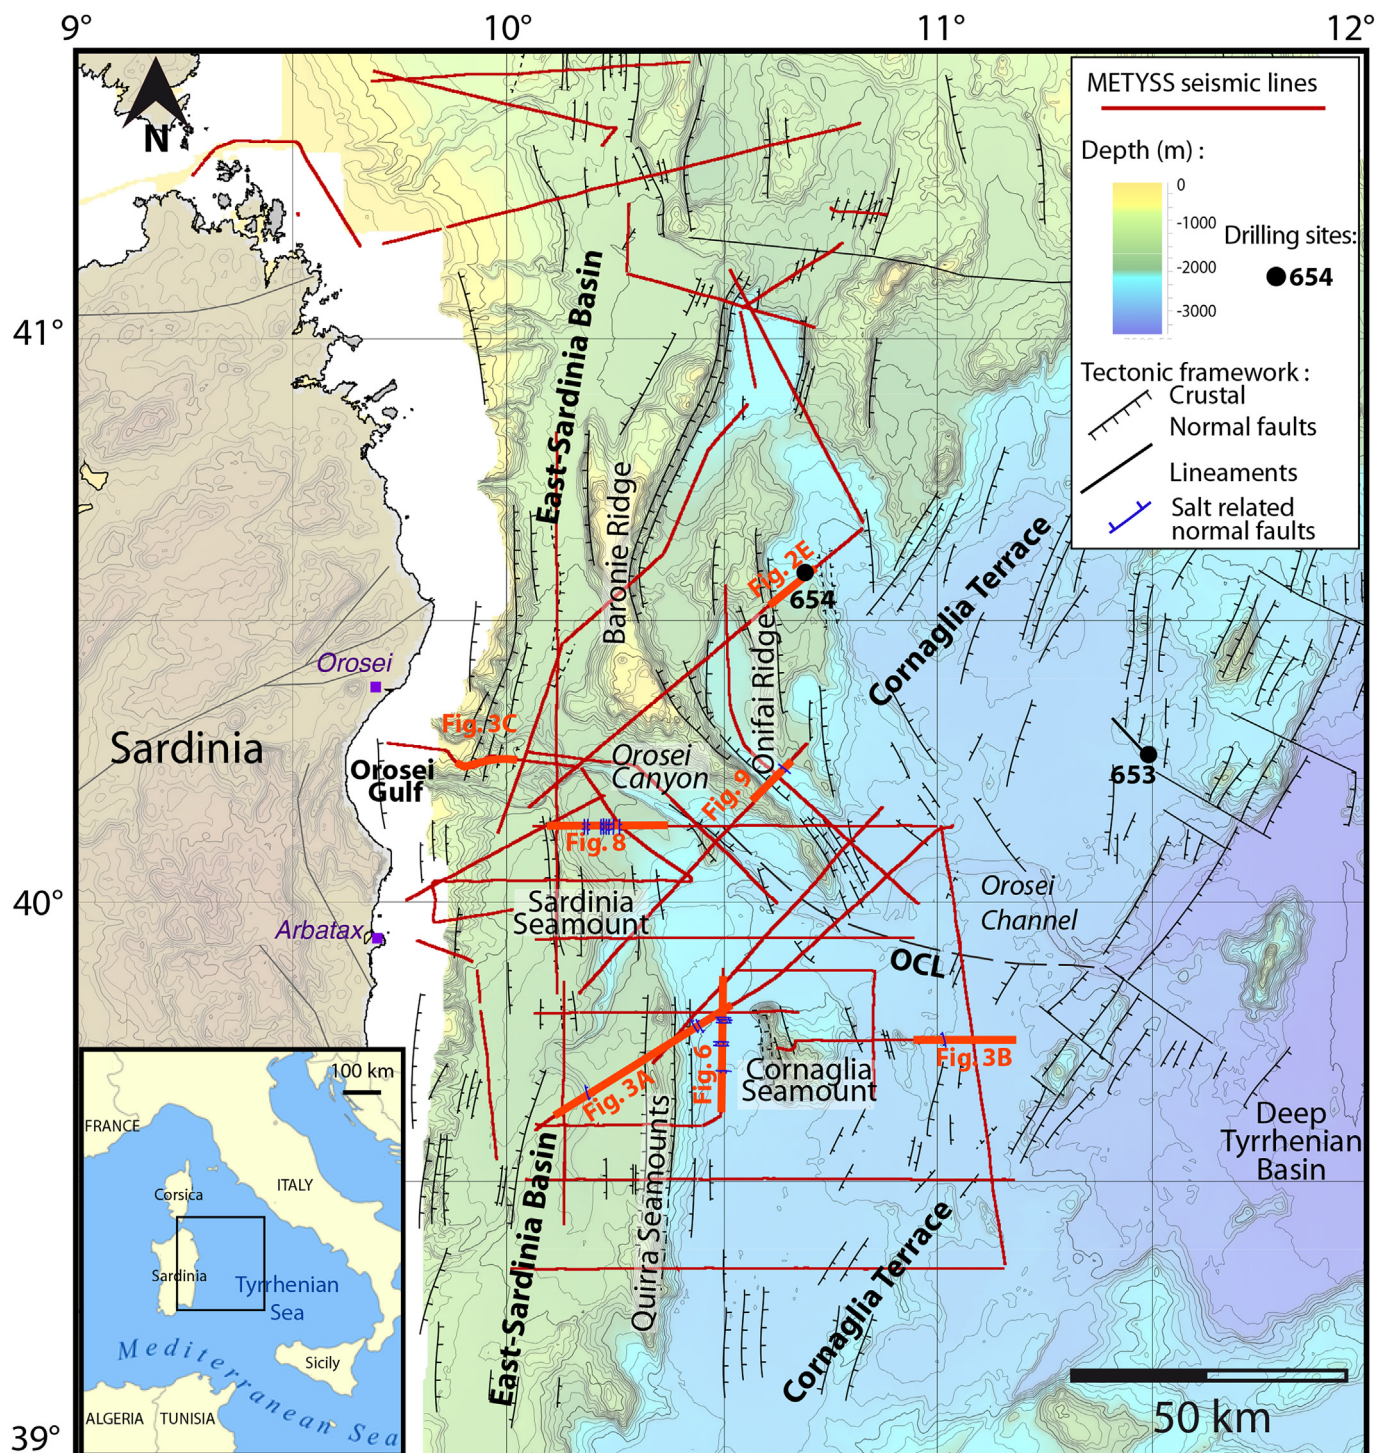 9°
10°
11°
12°
N
METYSS seismic lines
Depth (m) :
0
-1000
-2000
-3000
Drilling sites:
654
Tectonic framework :
Crustal
Normal faults
Lineaments
Salt related
normal faults
41°
40°
39°
East-Sardinia Basin
Baronie Ridge
Fig. 2E
654
Onifai Ridge
Cornaglia Terrace
Orosei
Sardinia
Fig. 3C
Orosei
Gulf
Orosei
Canyon
Fig. 9
653
Fig. 8
Sardinia
Seamount
Orosei
Channel
Arbatax
OCL
Fig. 3A
Fig. 6
Cornaglia
Seamount
Fig. 3B
Deep
Tyrrhenian
Basin
East-Sardinia Basin
Quirra Seamounts
Cornaglia Terrace
50 km
100 km
FRANCE
Corsica
ITALY
Sardinia
Tyrrhenian
Sea
Mediterranean Sea
Sicily
ALGERIA
TUNISIA